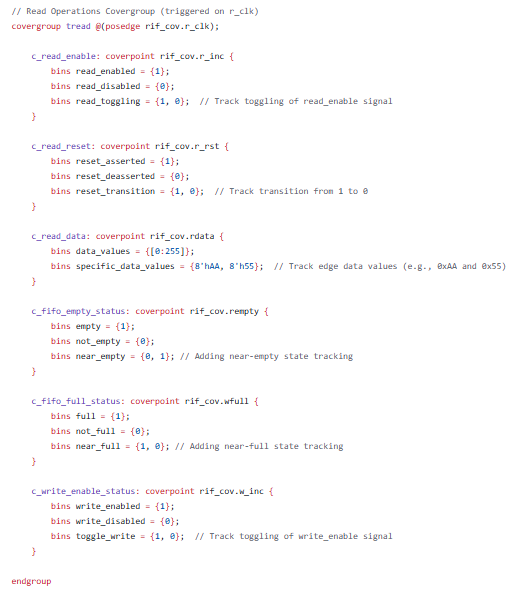 // Read Operations Covergroup (triggered on r_clk)
covergroup tread @(posedge rif_cov.r_clk);
c_read_enable: coverpoint rif_cov.r_inc {
bins read_enabled = {1};
bins read_disabled = {0};
bins read_toggling = {1, 0};  // Track toggling of read_enable signal
}
c_read_reset: coverpoint rif_cov.r_rst {
bins reset_asserted = {1};
bins reset_deasserted = {0};
bins reset_transition = {1, 0};  // Track transition from 1 to 0
}
c_read_data: coverpoint rif_cov.rdata {
bins data_values = {[0:255]};
bins specific_data_values = {8'hAA, 8'h55};  // Track edge data values (e.g., 0xAA and 0x55)
}
c_fifo_empty_status: coverpoint rif_cov.rempty {
bins empty = {1};
bins not_empty = {0};
bins near_empty = {0, 1}; // Adding near-empty state tracking
}
c_fifo_full_status: coverpoint rif_cov.wfull {
bins full = {1};
bins not_full = {0};
bins near_full = {1, 0}; // Adding near-full state tracking
}
c_write_enable_status: coverpoint rif_cov.w_inc {
bins write_enabled = {1};
bins write_disabled = {0};
bins toggle_write = {1, 0};  // Track toggling of write_enable signal
}
endgroup